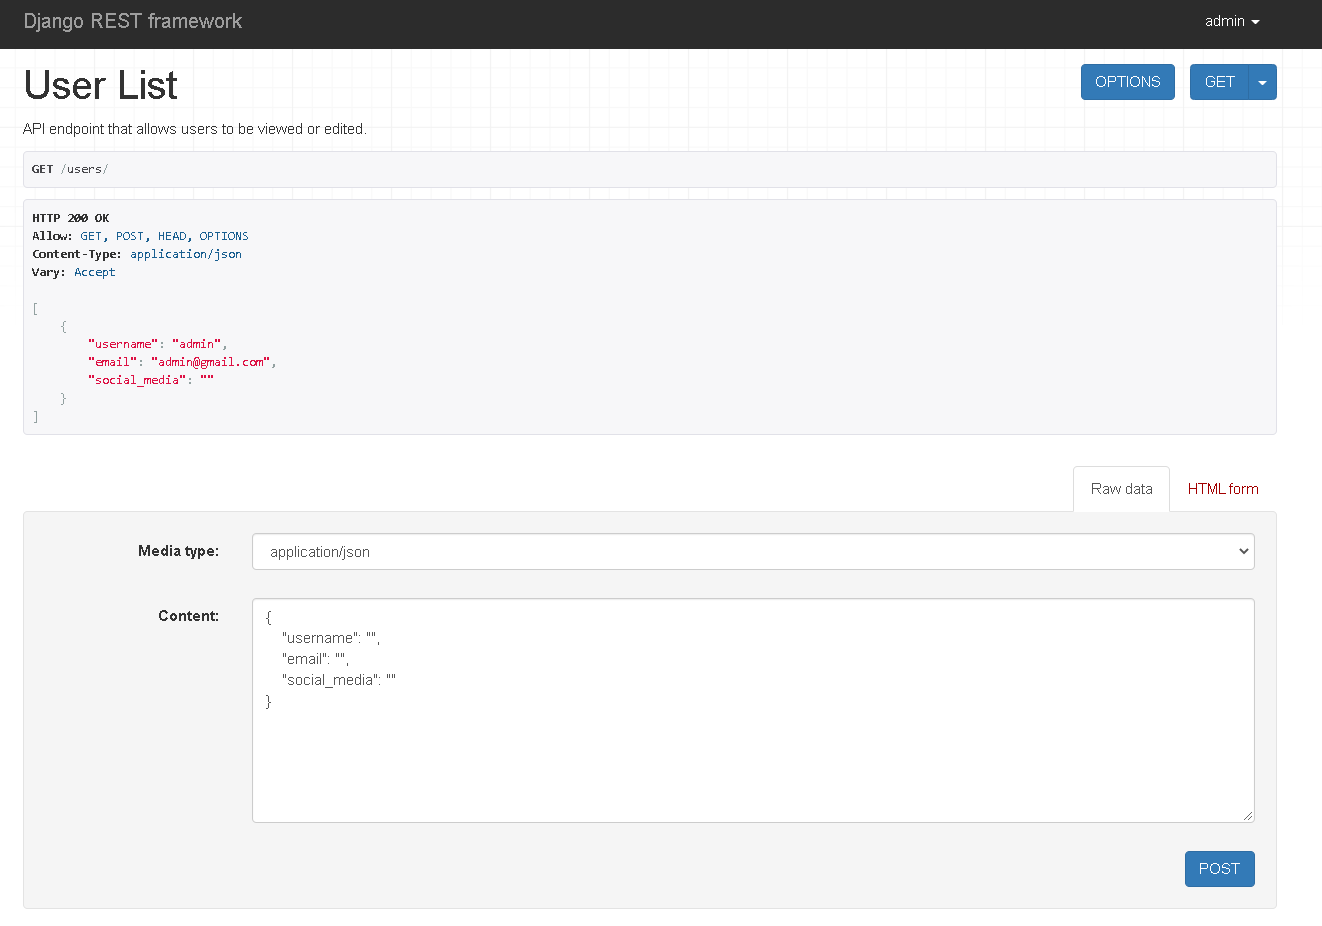 Django REST framework
admin
User List
OPTIONS
GET
API endpoint that allows users to be viewed or edited.
GET /users/
HTTP 200 OK
Allow: GET, POST, HEAD, OPTIONS
Content-Type: application/json
Vary: Accept
[
    {
        "username": "admin",
        "email": "admin@gmail.com",
        "social_media": ""
    }
]
Raw data
HTML form
Media type:
application/json
Content:
{
    "username": "",
    "email": "",
    "social_media": ""
}
POST